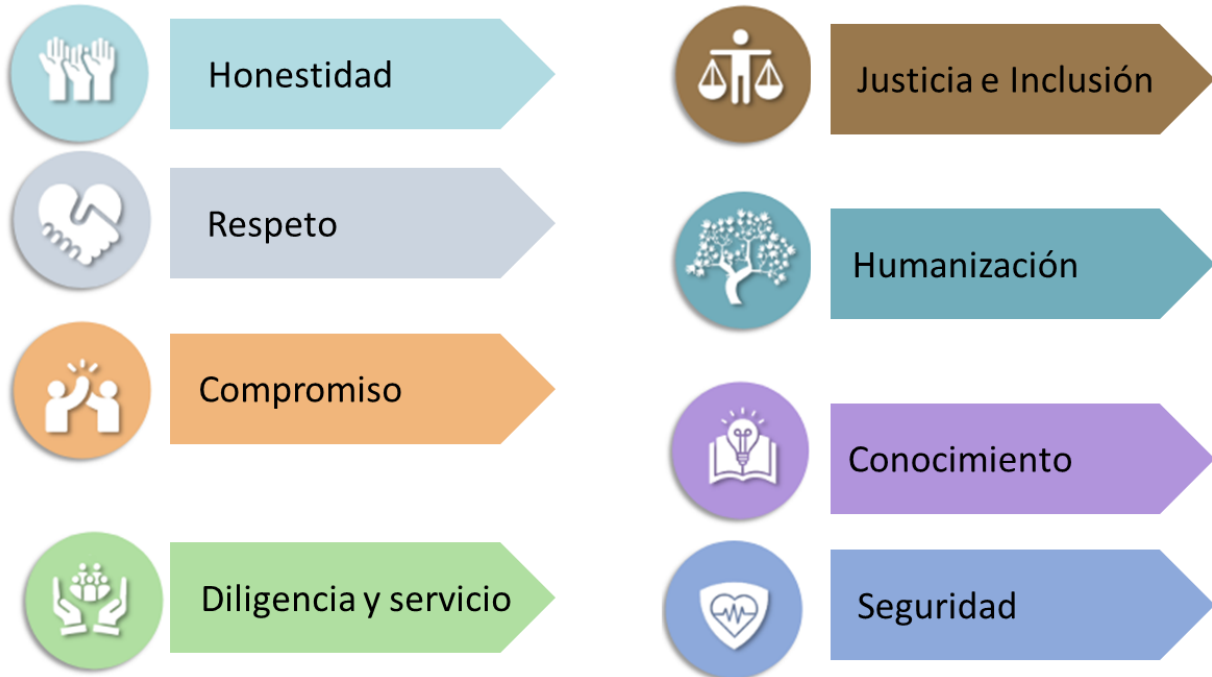 Honestidad
Respeto
Compromiso
Diligencia y servicio
Justicia e Inclusión
Humanización
Conocimiento
Seguridad